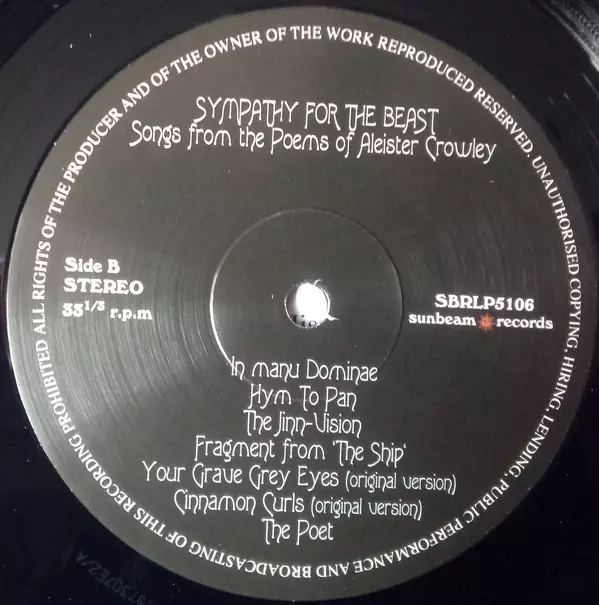 ALL RIGHTS OF THE PRODUCER AND OF THE OWNER OF THE WORK REPRODUCED RESERVED. UNAUTHORISED COPYING, HIRING, LENDING, PUBLIC PERFORMANCE AND BROADCASTING OF THIS RECORDING PROHIBITED
SYMPATHY FOR THE BEAST
Songs from the Poems of Aleister Crowley
Side B
STEREO
33 1/3 r.p.m
SBRLP5106
sunbeam records
In manu Dominae
Hym To Pan
The Jinn-Vision
Fragment from 'The Ship'
Your Grave Grey Eyes (original version)
Cinnamon Curls (original version)
The Poet